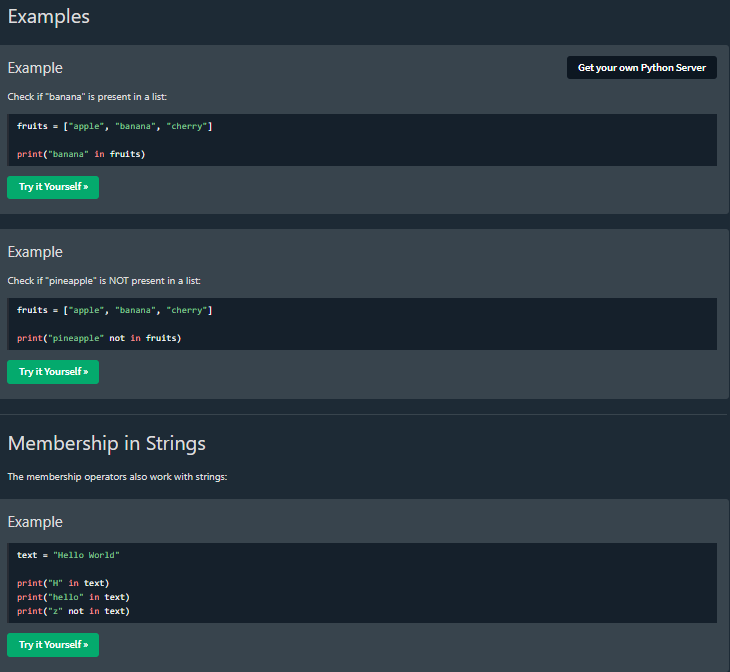 Examples
Example
Get your own Python Server
Check if "banana" is present in a list:
fruits = ["apple", "banana", "cherry"]
print("banana" in fruits)
Try it Yourself »
Example
Check if "pineapple" is NOT present in a list:
fruits = ["apple", "banana", "cherry"]
print("pineapple" not in fruits)
Try it Yourself »
Membership in Strings
The membership operators also work with strings:
Example
text = "Hello World"
print("H" in text)
print("hello" in text)
print("z" not in text)
Try it Yourself »